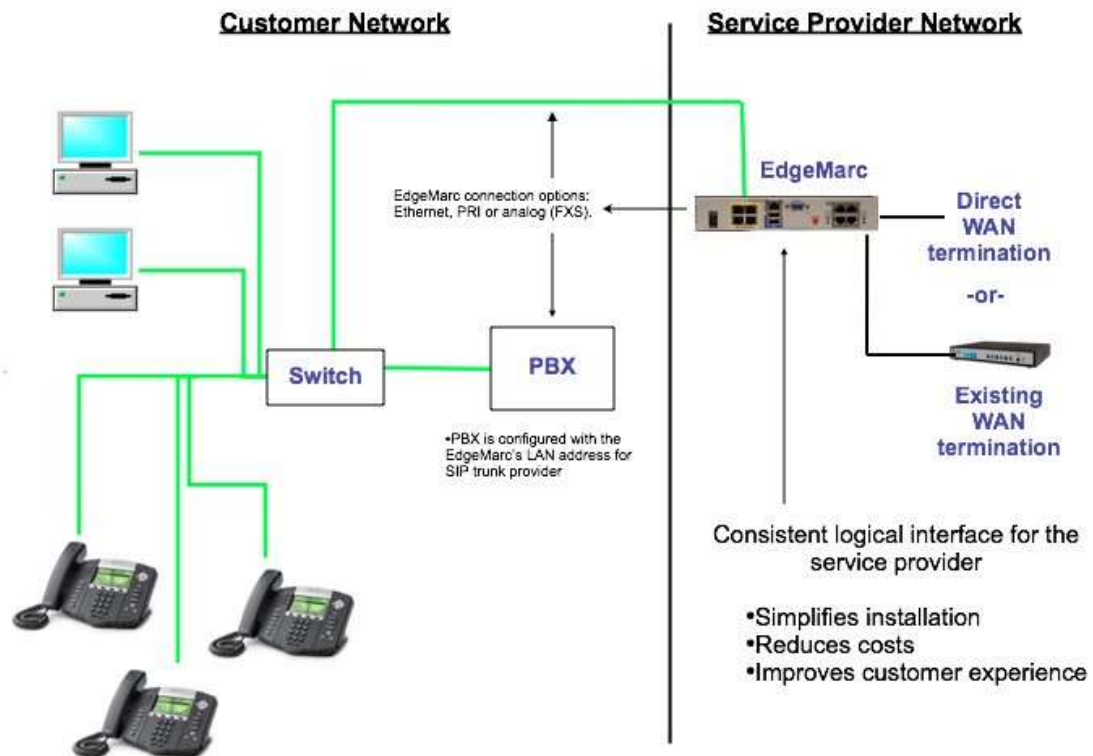 Customer Network
Service Provider Network
EdgeMarc
EdgeMarc connection options:
Ethernet, PRI or analog (FXS).
Direct
WAN
termination
-or-
Switch
PBX
Existing
WAN
termination
•PBX is configured with the
EdgeMarc's LAN address for
SIP trunk provider
Consistent logical interface for the
service provider
•Simplifies installation
•Reduces costs
•Improves customer experience